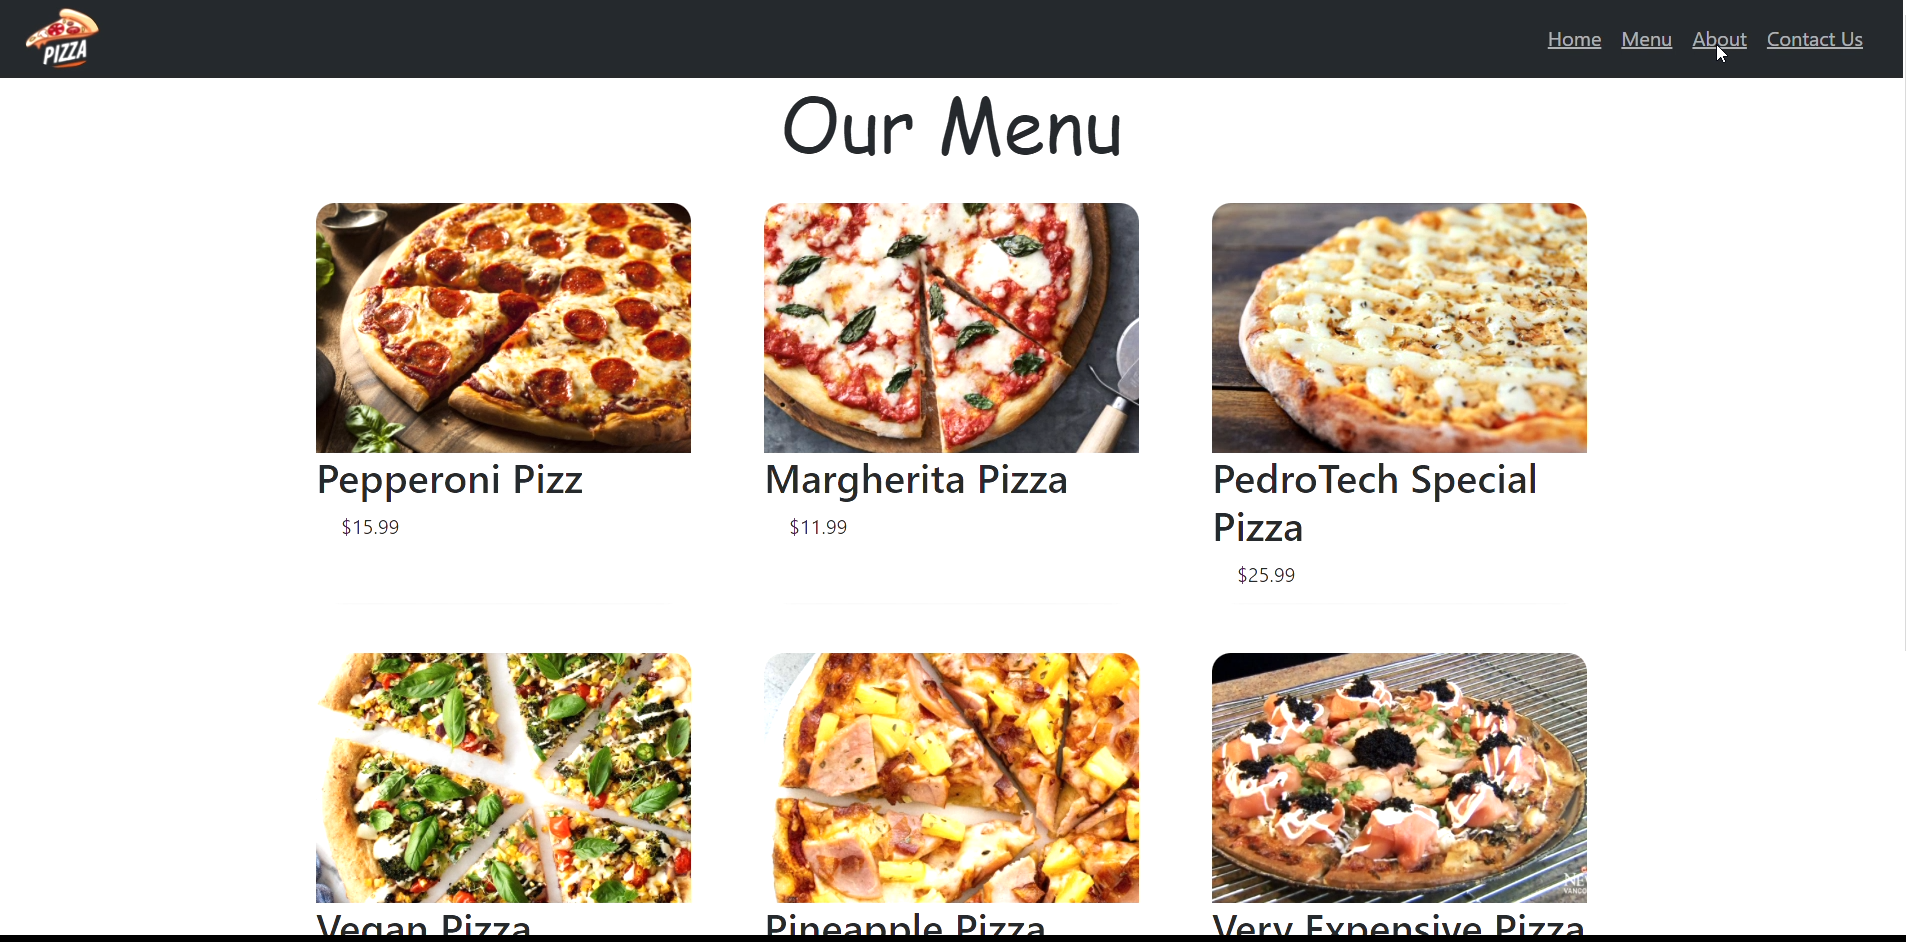 PIZZA
Home Menu About Contact Us
Our Menu
Pepperoni Pizz
$15.99
Margherita Pizza
$11.99
PedroTech Special
Pizza
$25.99
Vegan Pizza
Pineapple Pizza
Very Expensive Pizza